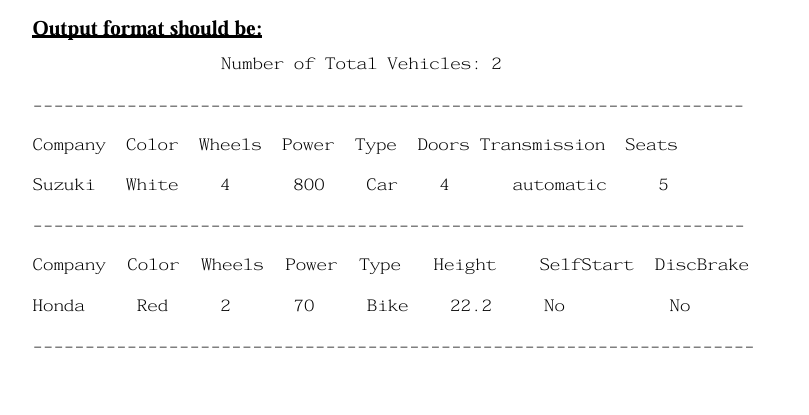 Output format should be:
Number of Total Vehicles: 2
--------------------------------------------------------------------
Company Color Wheels Power Type Doors Transmission Seats
Suzuki White 4 800 Car 4 automatic 5
--------------------------------------------------------------------
Company Color Wheels Power Type Height SelfStart DiscBrake
Honda Red 2 70 Bike 22.2 No No
---------------------------------------------------------------------